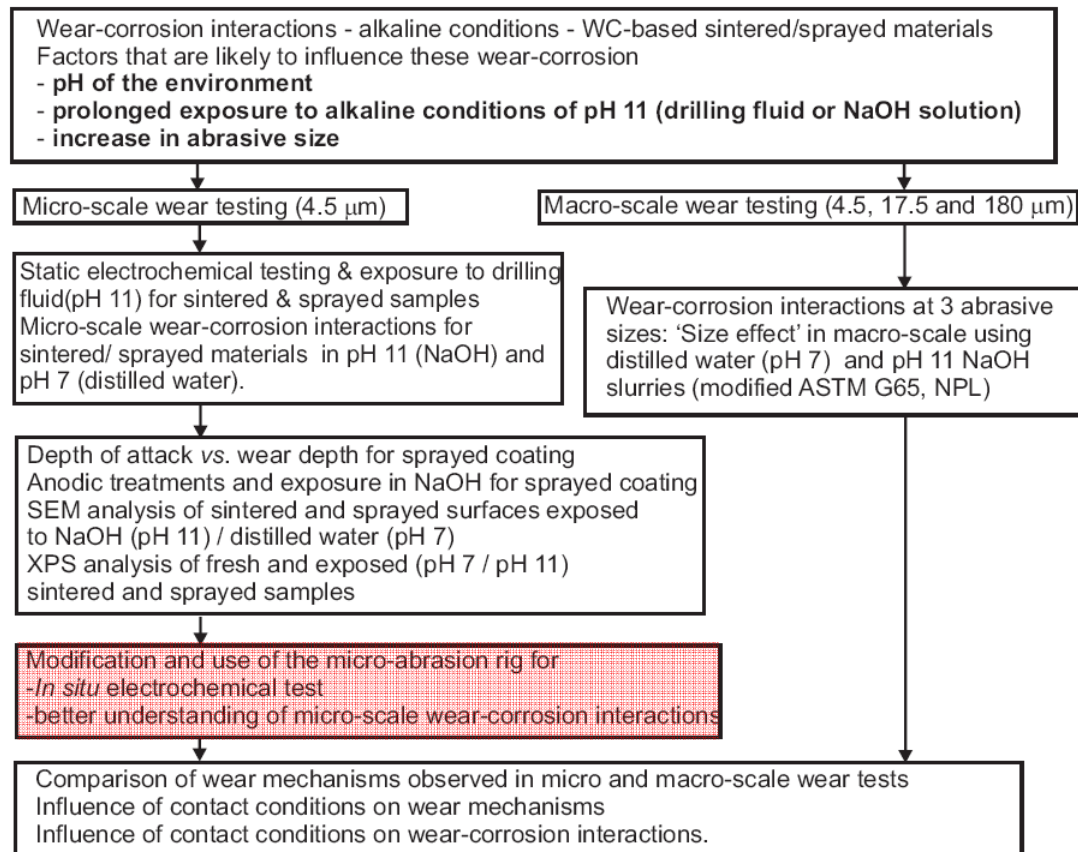 Wear-corrosion interactions - alkaline conditions - WC-based sintered/sprayed materials
Factors that are likely to influence these wear-corrosion
- pH of the environment
- prolonged exposure to alkaline conditions of pH 11 (drilling fluid or NaOH solution)
- increase in abrasive size
Micro-scale wear testing (4.5 μm)
Macro-scale wear testing (4.5, 17.5 and 180 μm)
Static electrochemical testing & exposure to drilling
fluid(pH 11) for sintered & sprayed samples
Micro-scale wear-corrosion interactions for
sintered/ sprayed materials in pH 11 (NaOH) and
pH 7 (distilled water).
Wear-corrosion interactions at 3 abrasive
sizes: ‘Size effect’ in macro-scale using
distilled water (pH 7) and pH 11 NaOH
slurries (modified ASTM G65, NPL)
Depth of attack vs. wear depth for sprayed coating
Anodic treatments and exposure in NaOH for sprayed coating
SEM analysis of sintered and sprayed surfaces exposed
to NaOH (pH 11) / distilled water (pH 7)
XPS analysis of fresh and exposed (pH 7 / pH 11)
sintered and sprayed samples
Modification and use of the micro-abrasion rig for
-In situ electrochemical test
-better understanding of micro-scale wear-corrosion interactions
Comparison of wear mechanisms observed in micro and macro-scale wear tests
Influence of contact conditions on wear mechanisms
Influence of contact conditions on wear-corrosion interactions.